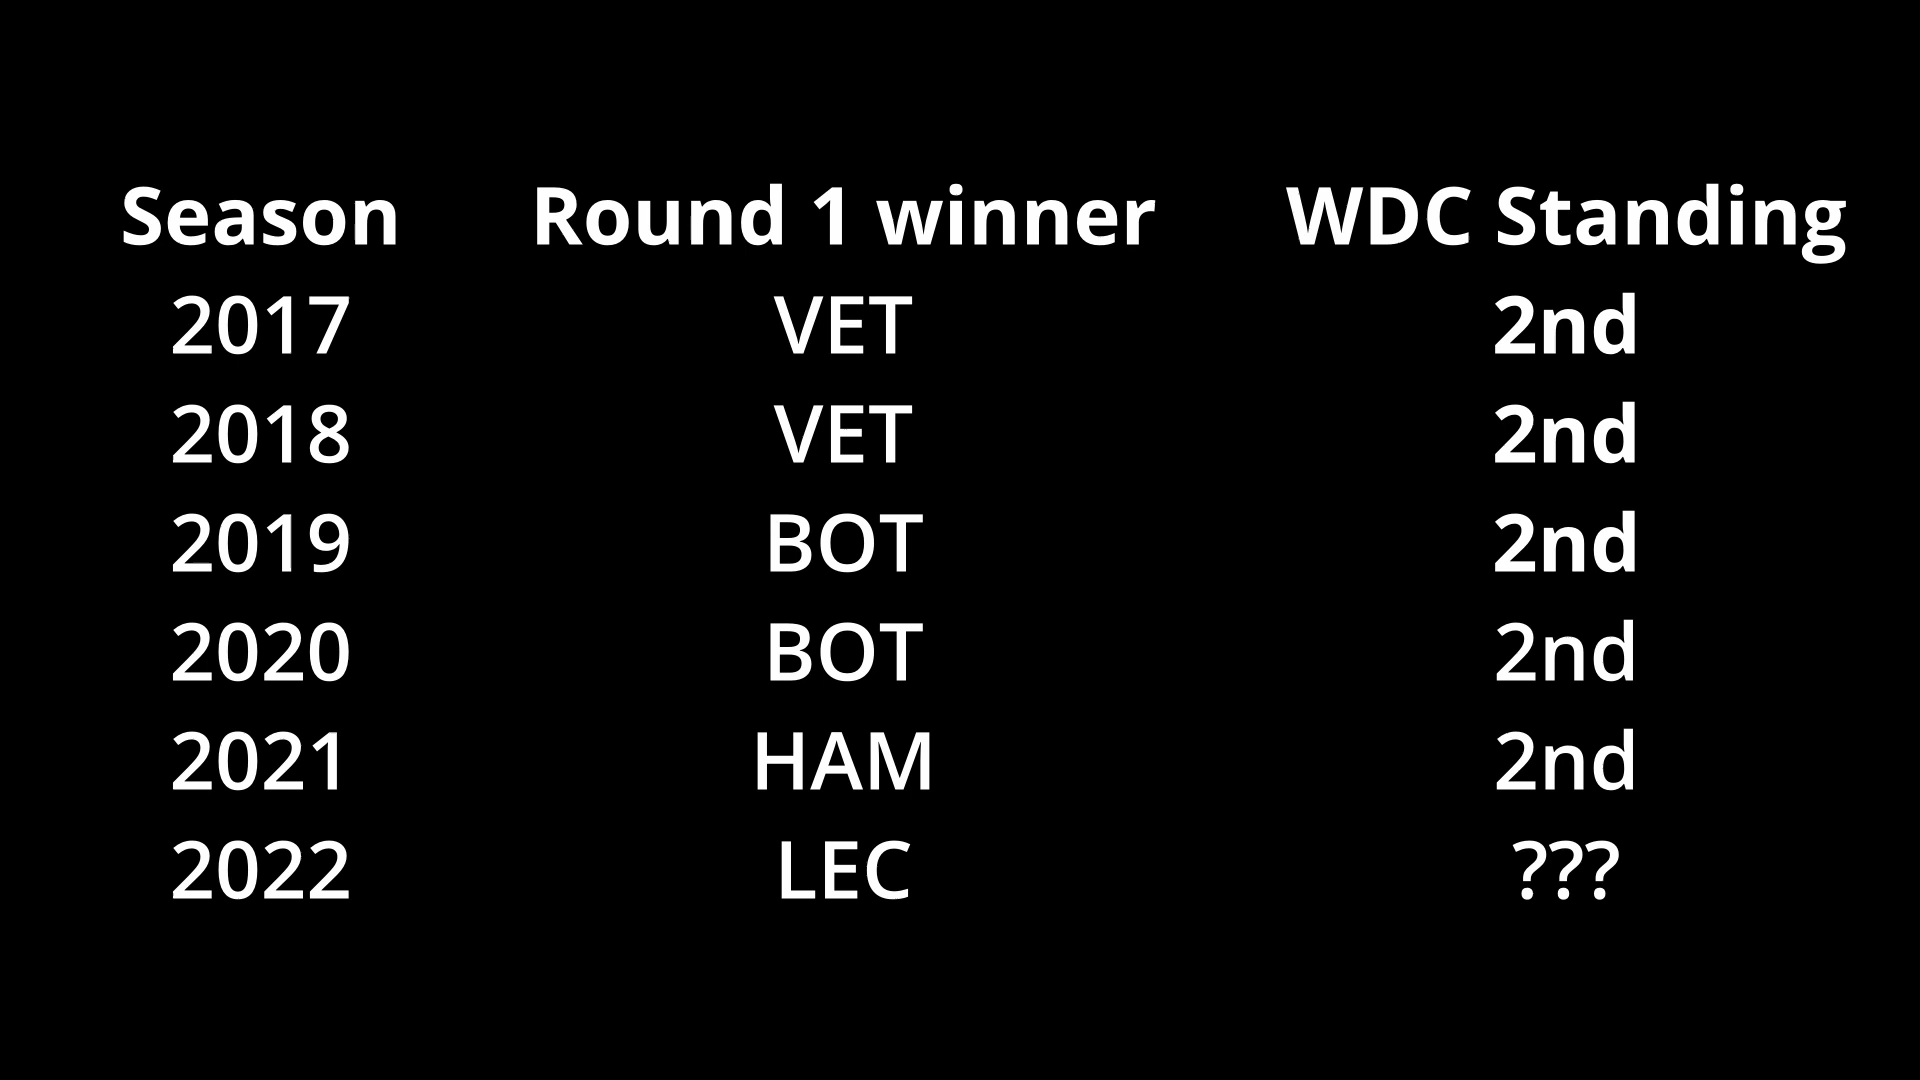 Season Round 1 winner WDC Standing
2017 VET 2nd
2018 VET 2nd
2019 BOT 2nd
2020 BOT 2nd
2021 HAM 2nd
2022 LEC ???